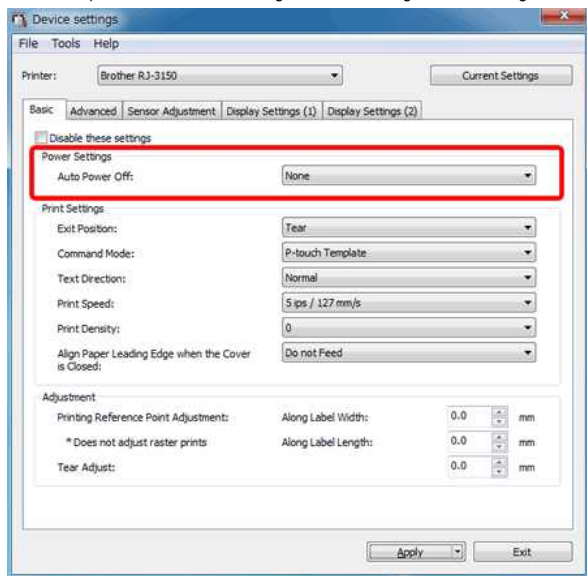 Device settings
File Tools Help
Printer: Brother RJ-3150 Current Settings
Basic Advanced Sensor Adjustment Display Settings (1) Display Settings (2)
Disable these settings
Power Settings
Auto Power Off: None
Print Settings
Exit Position: Tear
Command Mode: P-touch Template
Text Direction: Normal
Print Speed: 5 ips / 127 mm/s
Print Density: 0
Align Paper Leading Edge when the Cover Do not Feed
is Closed:
Adjustment
Printing Reference Point Adjustment: Along Label Width: 0.0 mm
* Does not adjust raster prints Along Label Length: 0.0 mm
Tear Adjust: 0.0 mm
Apply Exit